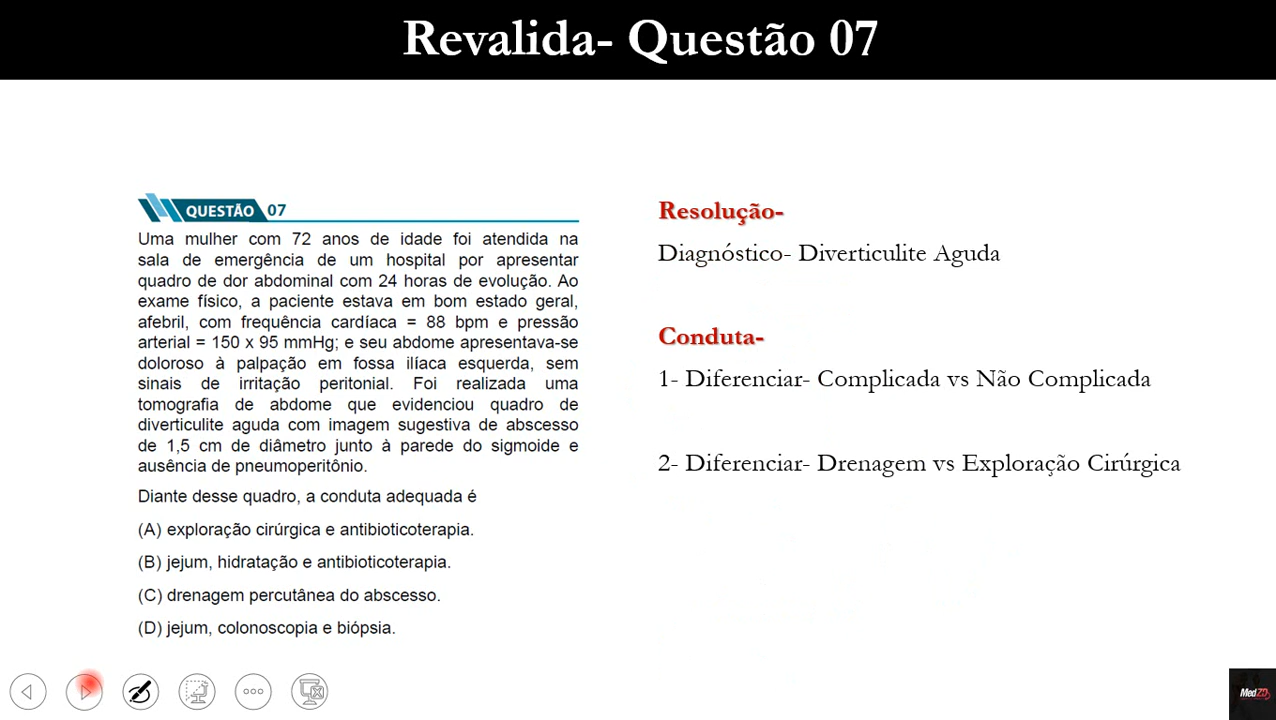 Revalida- Questão 07
QUESTÃO 07
Uma mulher com 72 anos de idade foi atendida na
sala de emergência de um hospital por apresentar
quadro de dor abdominal com 24 horas de evolução. Ao
exame físico, a paciente estava em bom estado geral,
afebril, com frequência cardíaca = 88 bpm e pressão
arterial = 150 x 95 mmHg; e seu abdome apresentava-se
doloroso à palpação em fossa ilíaca esquerda, sem
sinais de irritação peritonial. Foi realizada uma
tomografia de abdome que evidenciou quadro de
diverticulite aguda com imagem sugestiva de abscesso
de 1,5 cm de diâmetro junto à parede do sigmoide e
ausência de pneumoperitônio.
Diante desse quadro, a conduta adequada é
(A) exploração cirúrgica e antibioticoterapia.
(B) jejum, hidratação e antibioticoterapia.
(C) drenagem percutânea do abscesso.
(D) jejum, colonoscopia e biópsia.
Resolução-
Diagnóstico- Diverticulite Aguda
Conduta-
1- Diferenciar- Complicada vs Não Complicada
2- Diferenciar- Drenagem vs Exploração Cirúrgica
MedZD